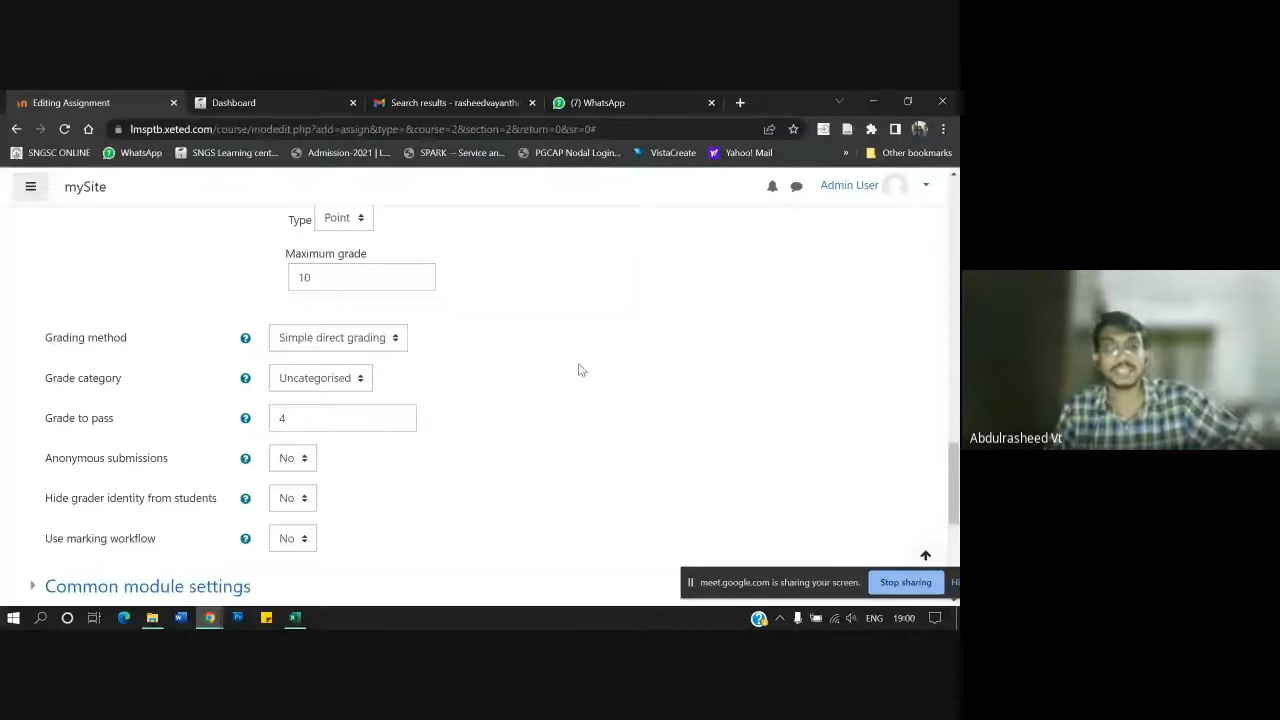 Editing Assignment
Dashboard
Search results - rasheedvayanth
(7) WhatsApp
lmsptb.xeted.com/course/modedit.php?add=assign&type=&course=2&section=2&return=0&sr=0#
SNGSC ONLINE
WhatsApp
SNGS Learning cent...
Admission-2021 | L...
SPARK -- Service an...
PGCAP Nodal Login...
VistaCreate
Yahoo! Mail
»
Other bookmarks
mySite
Admin User
Type Point
Maximum grade
10
Grading method
Simple direct grading
Grade category
Uncategorised
Grade to pass
4
Anonymous submissions
No
Hide grader identity from students
No
Use marking workflow
No
Common module settings
meet.google.com is sharing your screen.
Stop sharing
Hi
ENG
19:00
Abdulrasheed Vt